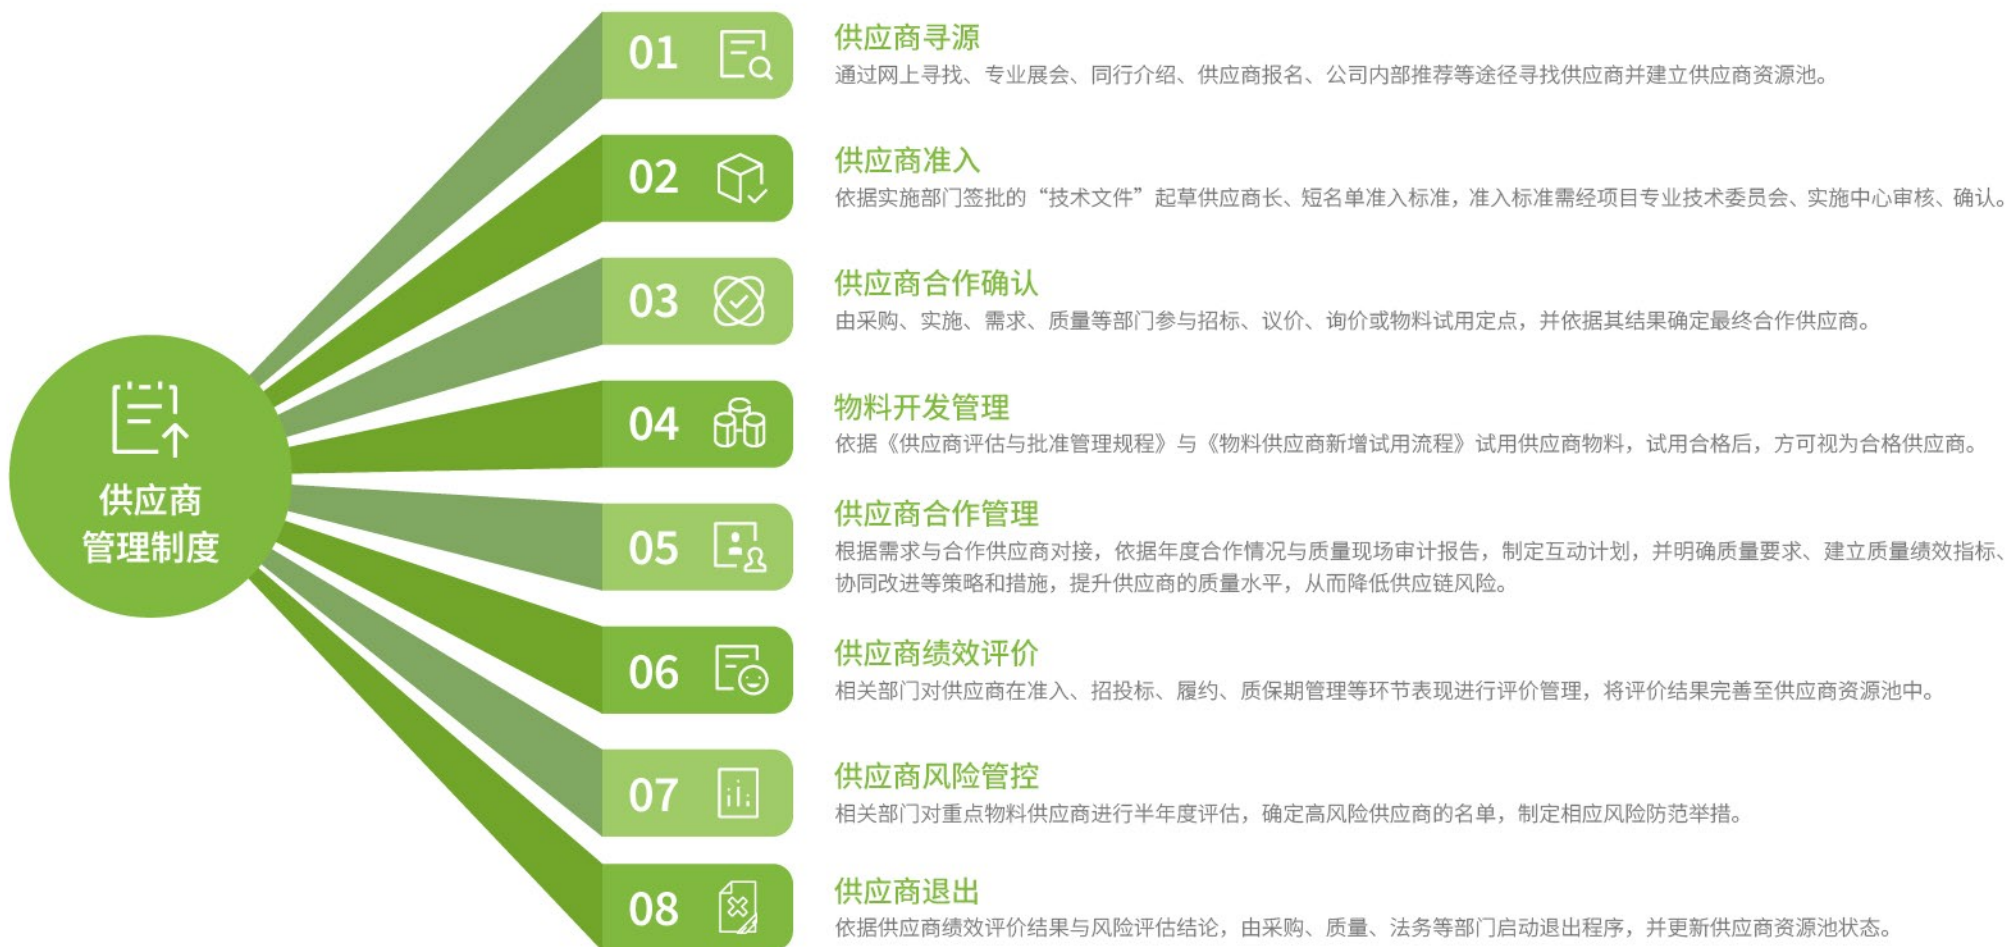 供应商
管理制度
01
供应商寻源
通过网上寻找、专业展会、同行介绍、供应商报名、公司内部推荐等途径寻找供应商并建立供应商资源池。
02
供应商准入
依据实施部门签批的“技术文件”起草供应商长、短名单准入标准，准入标准需经项目专业技术委员会、实施中心审核、确认。
03
供应商合作确认
由采购、实施、需求、质量等部门参与招标、议价、询价或物料试用定点，并依据其结果确定最终合作供应商。
04
物料开发管理
依据《供应商评估与批准管理规程》与《物料供应商新增试用流程》试用供应商物料，试用合格后，方可视为合格供应商。
05
供应商合作管理
根据需求与合作供应商对接，依据年度合作情况与质量现场审计报告，制定互动计划，并明确质量要求、建立质量绩效指标、
协同改进等策略和措施，提升供应商的质量水平，从而降低供应链风险。
06
供应商绩效评价
相关部门对供应商在准入、招投标、履约、质保期管理等环节表现进行评价管理，将评价结果完善至供应商资源池中。
07
供应商风险管控
相关部门对重点物料供应商进行半年度评估，确定高风险供应商的名单，制定相应风险防范举措。
08
供应商退出
依据供应商绩效评价结果与风险评估结论，由采购、质量、法务等部门启动退出程序，并更新供应商资源池状态。